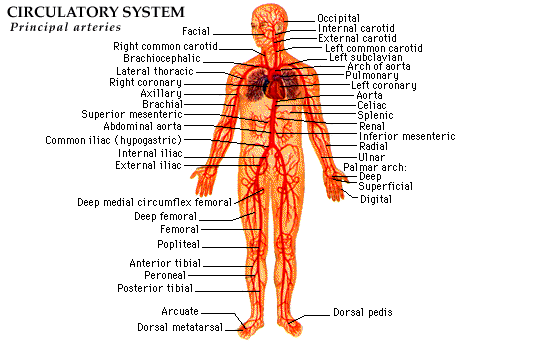 CIRCULATORY SYSTEM
Principal arteries
Facial
Right common carotid
Brachiocephalic
Lateral thoracic
Right coronary
Axillary
Brachial
Superior mesenteric
Abdominal aorta
Common iliac (hypogastric)
Internal iliac
External iliac
Deep medial circumflex femoral
Deep femoral
Femoral
Popliteal
Anterior tibial
Peroneal
Posterior tibial
Arcuate
Dorsal metatarsal
Occipital
Internal carotid
External carotid
Left common carotid
Left subclavian
Arch of aorta
Pulmonary
Left coronary
Aorta
Celiac
Splenic
Renal
Inferior mesenteric
Radial
Ulnar
Palmar arch:
Deep
Superficial
Digital
Dorsal pedis